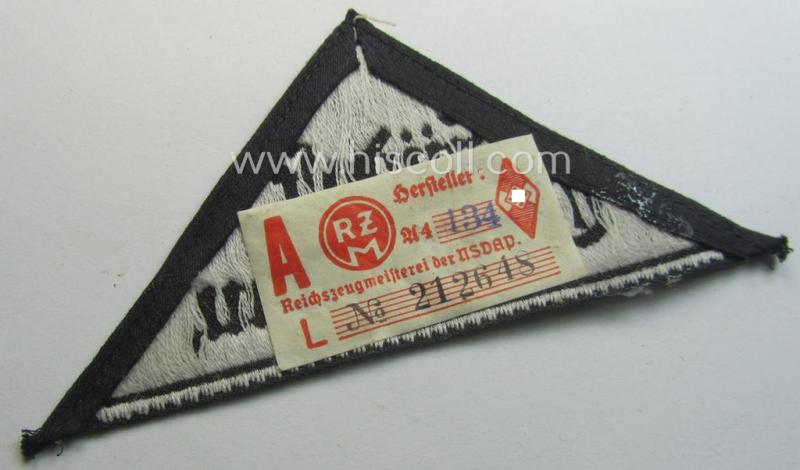 www.hiscoll.com
A RZM Hersteller:
A4 134
Reichszeugmeisterei der NSDAP.
L No 212648